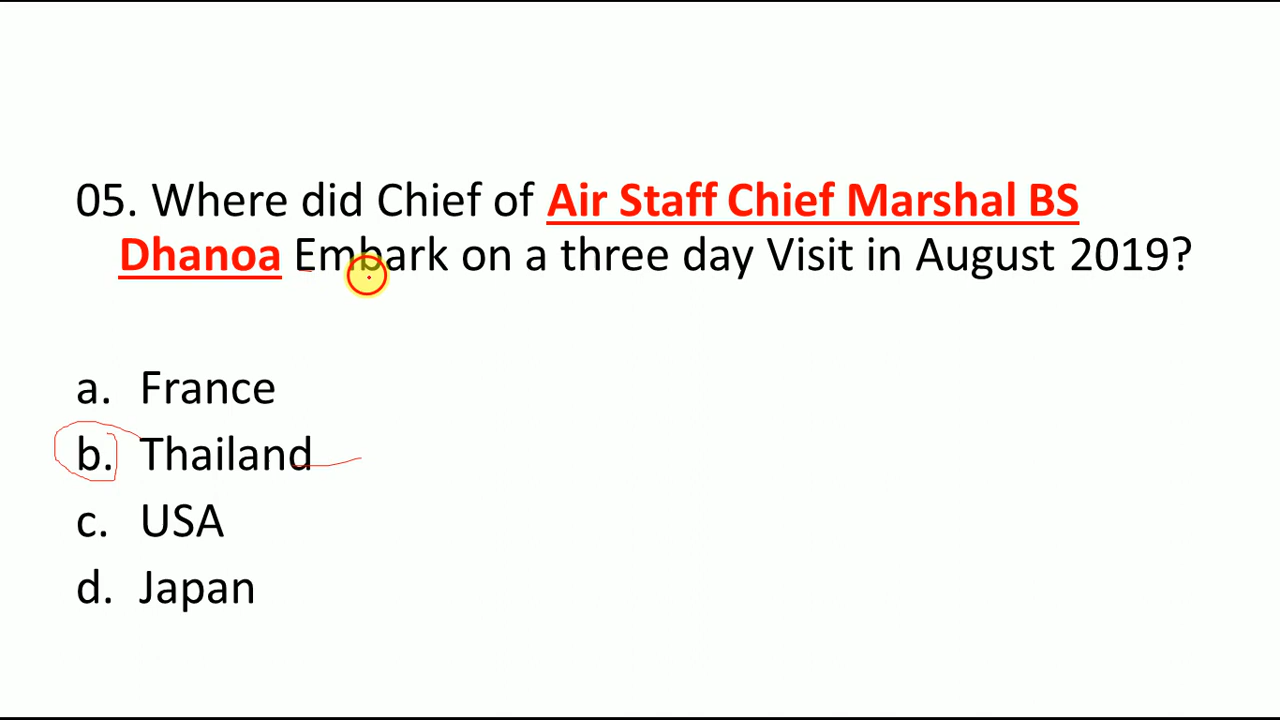 05. Where did Chief of Air Staff Chief Marshal BS
Dhanoa Embark on a three day Visit in August 2019?
a. France
b. Thailand
c. USA
d. Japan